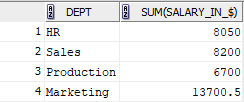 DEPT SUM(SALARY_IN_$)
1 HR 8050
2 Sales 8200
3 Production 6700
4 Marketing 13700.5